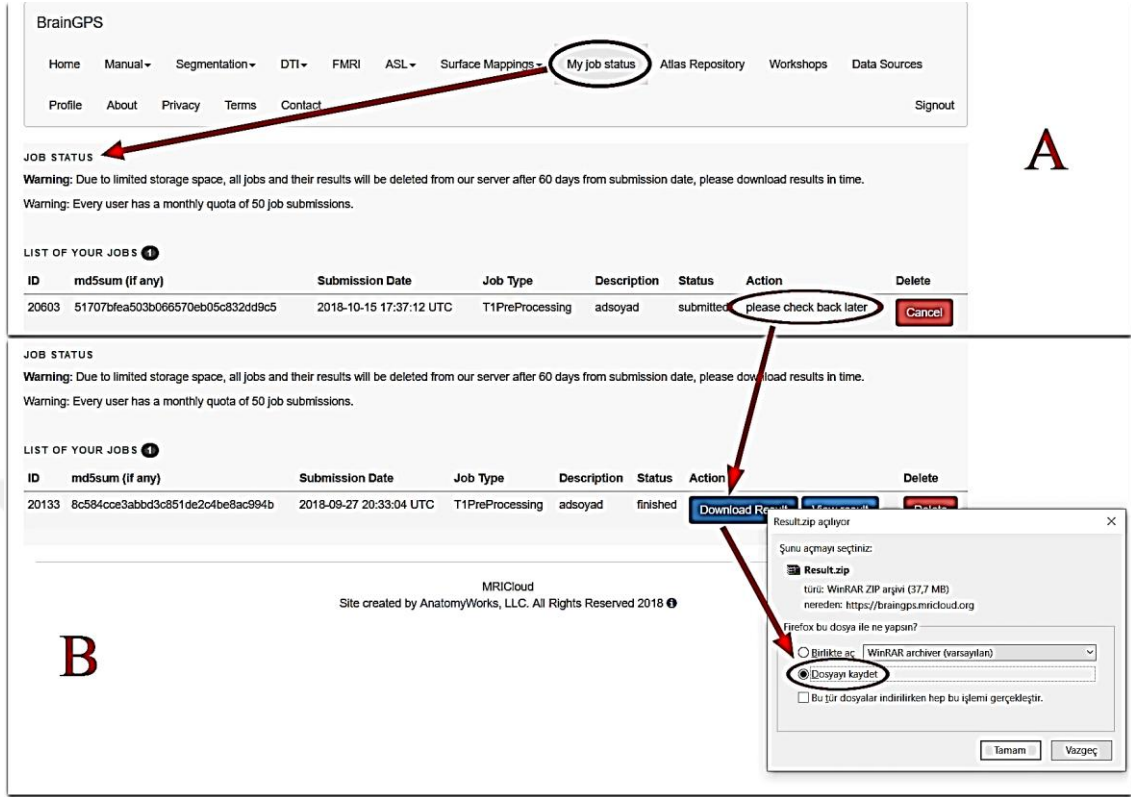 BrainGPS
Home Manual Segmentation DTI FMRI ASL Surface Mappings My job status Atlas Repository Workshops Data Sources
Profile About Privacy Terms Contact Signout
A
JOB STATUS
Warning: Due to limited storage space, all jobs and their results will be deleted from our server after 60 days from submission date, please download results in time.
Warning: Every user has a monthly quota of 50 job submissions.
LIST OF YOUR JOBS 1
ID md5sum (if any) Submission Date Job Type Description Status Action Delete
20603 51707bfea503b066570eb05c832dd9c5 2018-10-15 17:37:12 UTC T1PreProcessing adsoyad submitted please check back later Cancel
JOB STATUS
Warning: Due to limited storage space, all jobs and their results will be deleted from our server after 60 days from submission date, please download results in time.
Warning: Every user has a monthly quota of 50 job submissions.
LIST OF YOUR JOBS 1
ID md5sum (if any) Submission Date Job Type Description Status Action Delete
20133 8c584cce3abbd3c851de2c4be8ac994b 2018-09-27 20:33:04 UTC T1PreProcessing adsoyad finished Download Result View result Delete
MRICloud
Site created by AnatomyWorks, LLC. All Rights Reserved 2018
B
Result.zip açılıyor
Şunu açmayı seçtiniz:
Result.zip
türü: WinRAR ZIP arşivi (37,7 MB)
nereden: https://braingps.mricloud.org
Firefox bu dosya ile ne yapsın?
Birlikte aç WinRAR archiver (varsayılan)
Dosyayı kaydet
Bu tür dosyalar indirilirken hep bu işlemi gerçekleştir.
Tamam Vazgeç